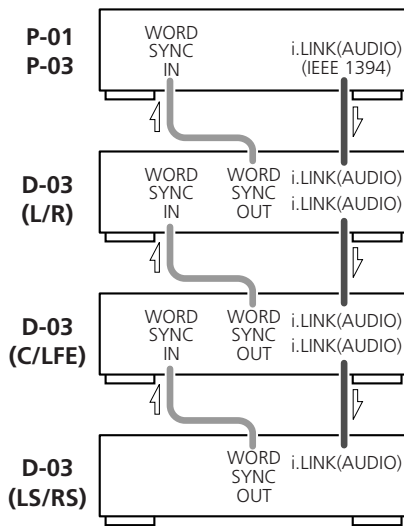 P-01
P-03
WORD
SYNC
IN
i.LINK(AUDIO)
(IEEE 1394)
D-03
(L/R)
WORD
SYNC
IN
WORD
SYNC
OUT
i.LINK(AUDIO)
i.LINK(AUDIO)
D-03
(C/LFE)
WORD
SYNC
IN
WORD
SYNC
OUT
i.LINK(AUDIO)
i.LINK(AUDIO)
D-03
(LS/RS)
WORD
SYNC
OUT
i.LINK(AUDIO)